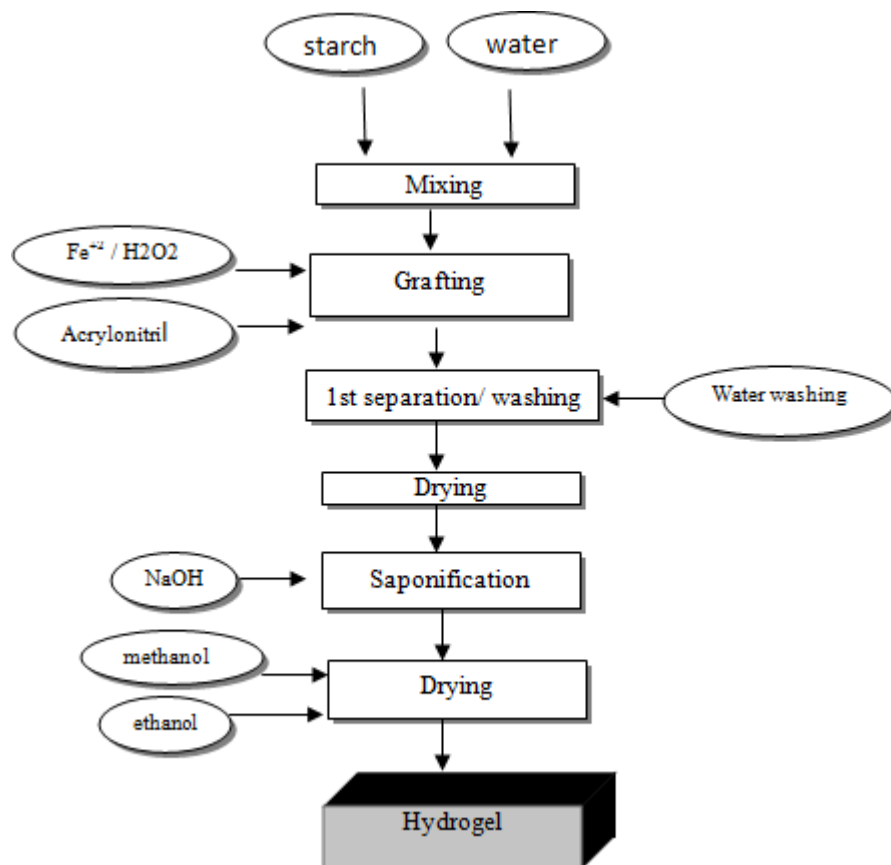 starch
water
Mixing
Fe⁺² / H2O2
Grafting
Acrylonitril
1st separation/ washing
Water washing
Drying
NaOH
Saponification
methanol
Drying
ethanol
Hydrogel